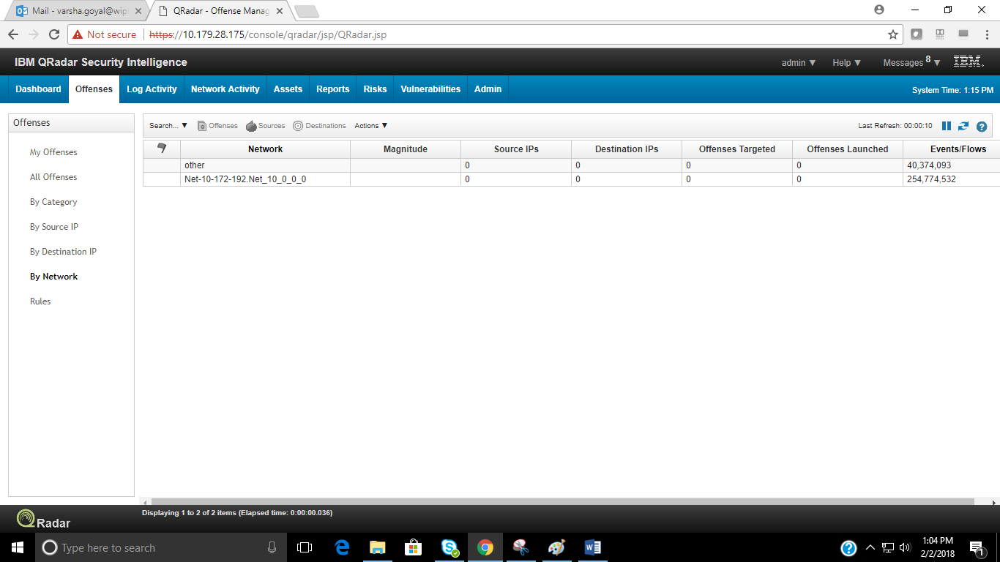 Mail - varsha.goyal@wip
QRadar - Offense Manag
Not secure https://10.179.28.175/console/qradar/jsp/QRadar.jsp
IBM QRadar Security Intelligence
admin ▼ Help ▼ Messages 8 ▼ IBM.
Dashboard Offenses Log Activity Network Activity Assets Reports Risks Vulnerabilities Admin System Time: 1:15 PM
Offenses
My Offenses
All Offenses
By Category
By Source IP
By Destination IP
By Network
Rules
Search... ▼ Offenses Sources Destinations Actions ▼ Last Refresh: 00:00:10
Network Magnitude Source IPs Destination IPs Offenses Targeted Offenses Launched Events/Flows
other 0 0 0 0 40,374,093
Net-10-172-192.Net_10_0_0_0 0 0 0 0 254,774,532
QRadar
Displaying 1 to 2 of 2 items (Elapsed time: 0:00:00.036)
Type here to search
1:04 PM
2/2/2018
1